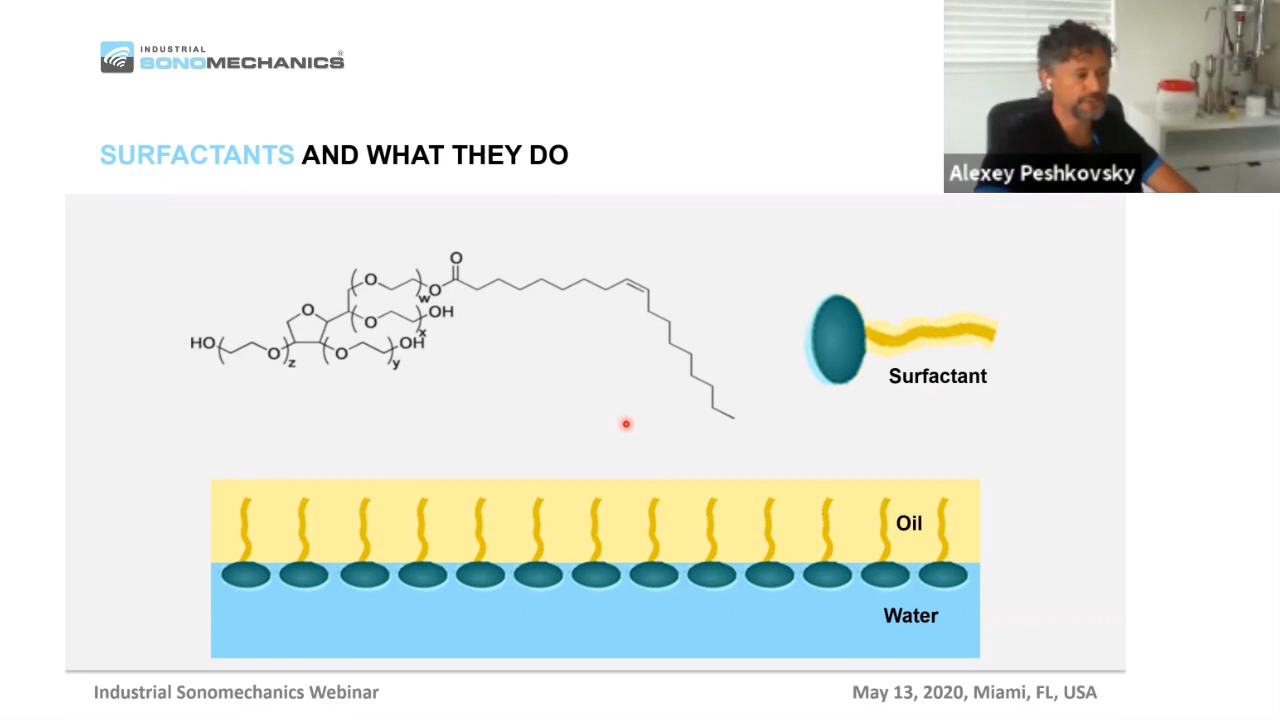 INDUSTRIAL
SONOMECHANICS®
Alexey Peshkovsky
SURFACTANTS AND WHAT THEY DO
O
O
w
O
O
O
x
OH
HO
O
z
O
y
OH
Surfactant
Oil
Water
Industrial Sonomechanics Webinar
May 13, 2020, Miami, FL, USA